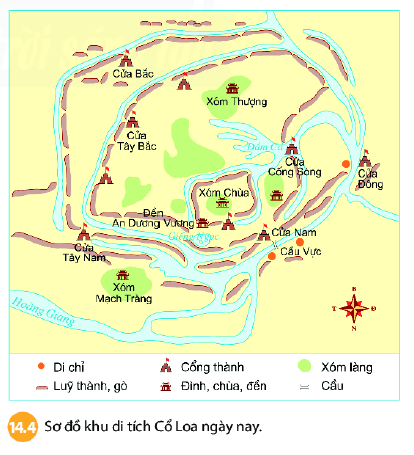 Cửa Bắc
Xóm Thượng
Cửa
Tây Bắc
Đầm Cả
Cửa
Cống Song
Cửa
Đông
Xóm Chùa
Đền
An Dương Vương
Giếng Ngọc
Cửa Nam
Cửa
Tây Nam
Cầu Vực
Xóm
Mạch Tràng
Hoàng Giang
B
T
Đ
N
Di chỉ
Cổng thành
Xóm làng
Luỹ thành, gò
Đình, chùa, đền
Cầu
14.4 Sơ đồ khu di tích Cổ Loa ngày nay.